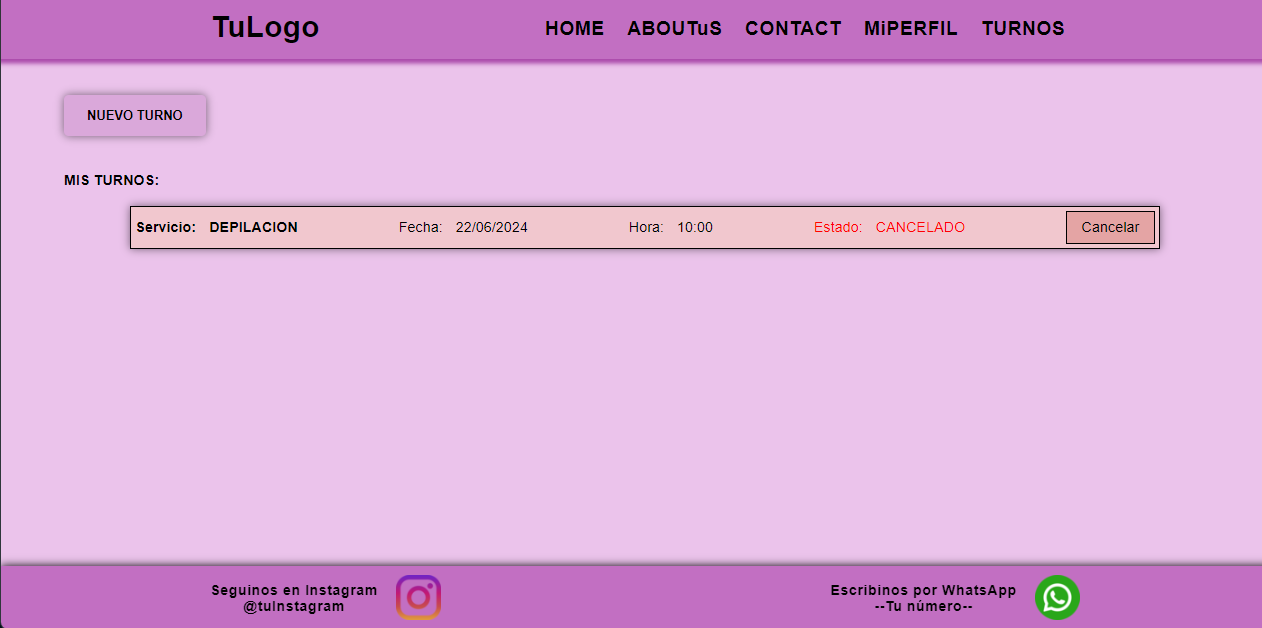 TuLogo HOME ABOUTuS CONTACT MiPERFIL TURNOS
NUEVO TURNO
MIS TURNOS:
Servicio: DEPILACION Fecha: 22/06/2024 Hora: 10:00 Estado: CANCELADO Cancelar
Seguinos en Instagram
@tuInstagram
Escribinos por WhatsApp
--Tu número--